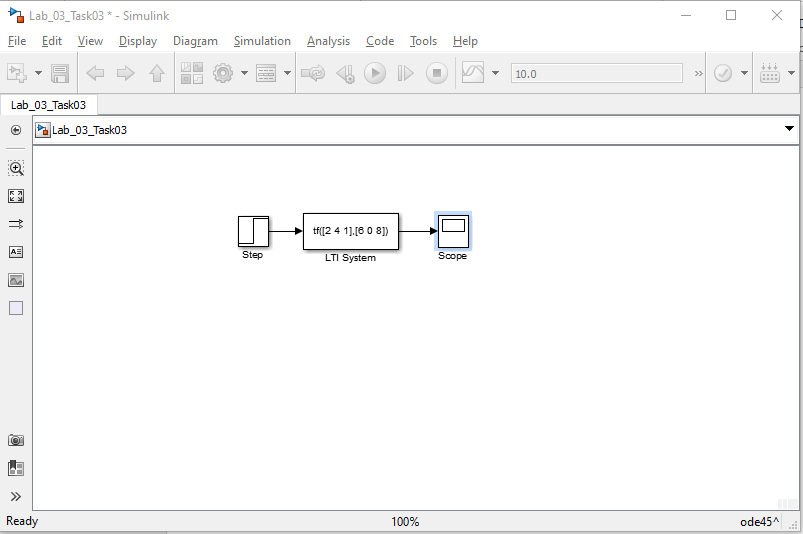 Lab_03_Task03 * - Simulink
File Edit View Display Diagram Simulation Analysis Code Tools Help
10.0 »
Lab_03_Task03
Lab_03_Task03
tf([2 4 1],[6 0 8])
Step LTI System Scope
Ready 100% ode45^